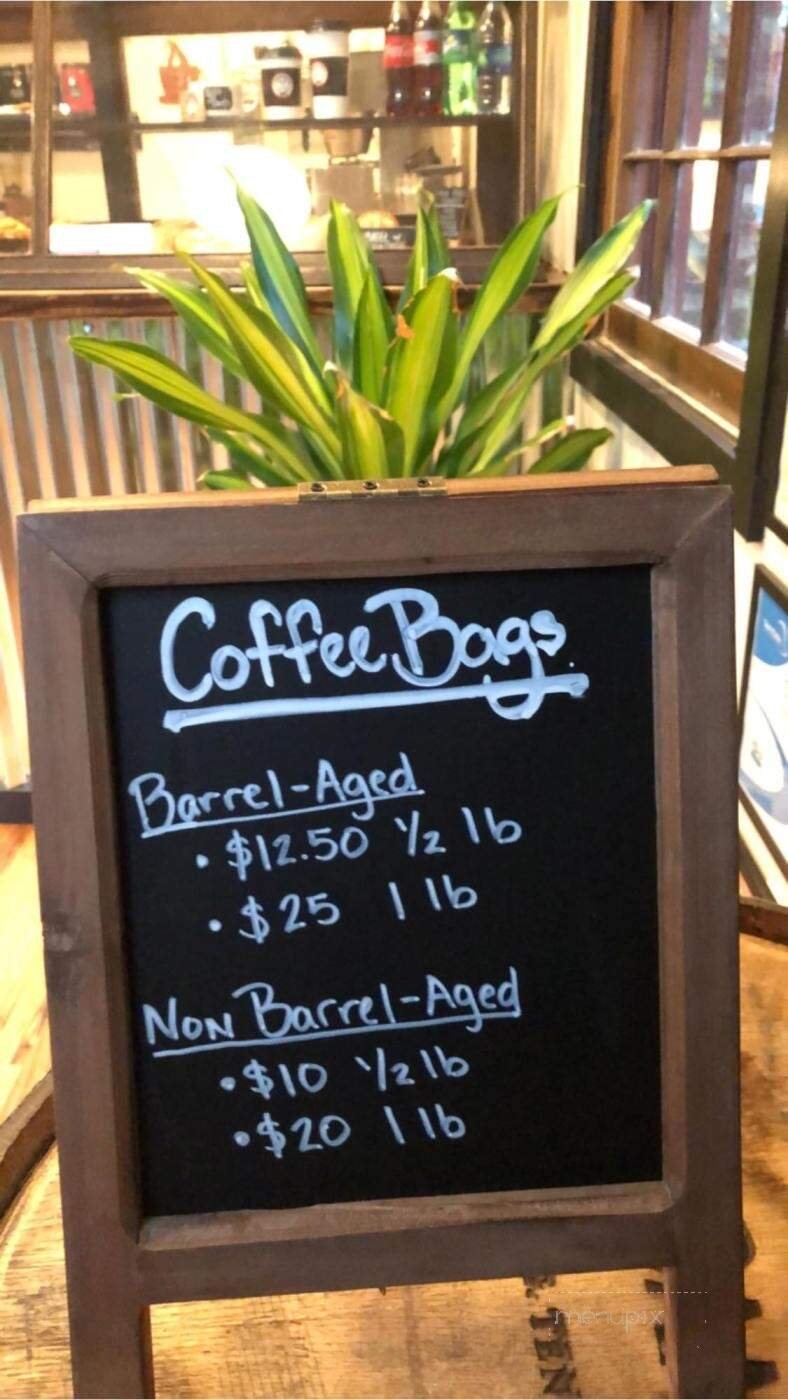 Coffee Bags
Barrel-Aged
• $12.50 1/2 lb
• $25 1 lb
Non Barrel-Aged
• $10 1/2 lb
• $20 1 lb
menupix